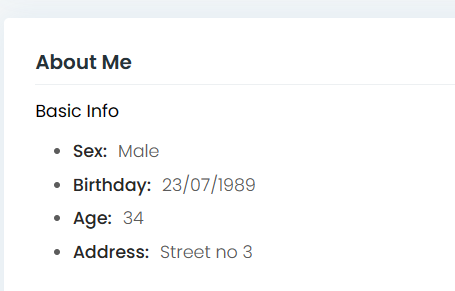 About Me
Basic Info
Sex: Male
Birthday: 23/07/1989
Age: 34
Address: Street no 3